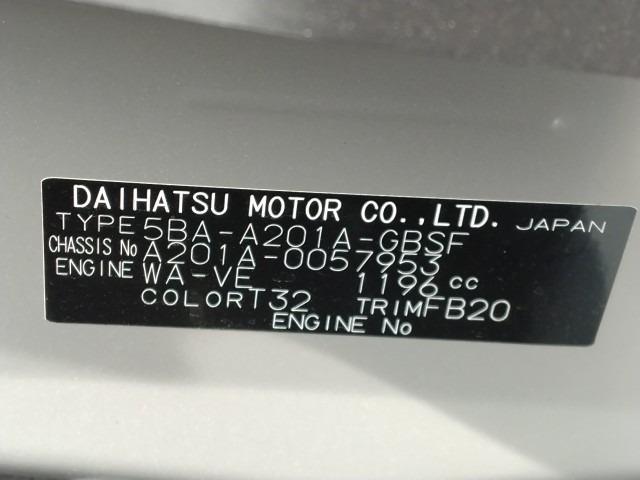 DAIHATSU MOTOR CO.,LTD. JAPAN
TYPE 5BA-A201A-GBSF
CHASSIS No A201A-0057953
ENGINE WA-VE 1196 cc
COLOR T32 TRIM FB20
ENGINE No